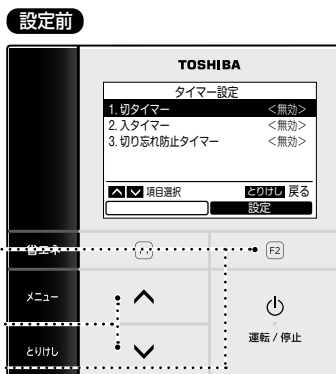 設定前
TOSHIBA
タイマー設定
1. 切タイマー <無効>
2. 入タイマー <無効>
3. 切り忘れ防止タイマー <無効>
項目選択 とりけし 戻る
設定
省エネ F1 F2
メニュー
運転 / 停止
とりけし